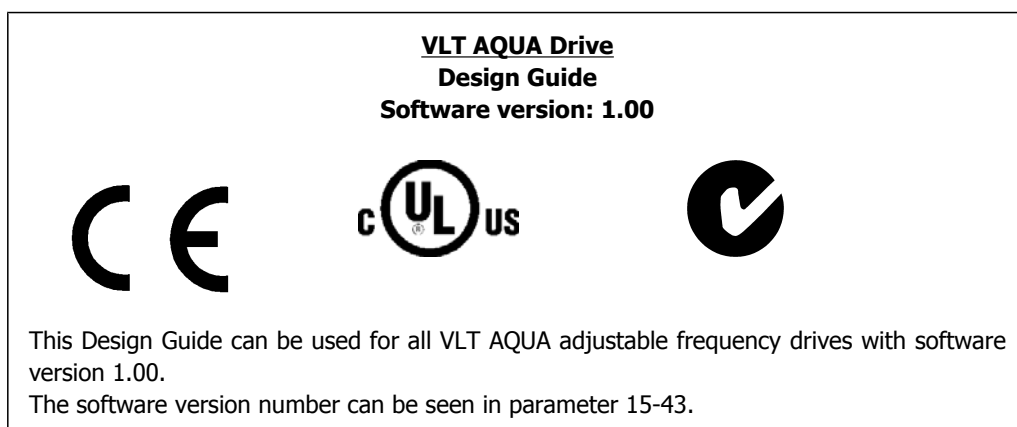 VLT AQUA Drive
Design Guide
Software version: 1.00
CE
C UL US
®
This Design Guide can be used for all VLT AQUA adjustable frequency drives with software
version 1.00.
The software version number can be seen in parameter 15-43.